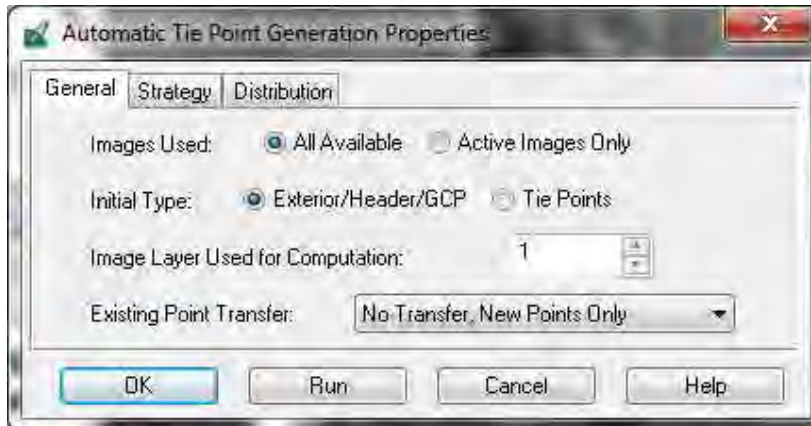 Automatic Tie Point Generation Properties
General Strategy Distribution
Images Used: All Available Active Images Only
Initial Type: Exterior/Header/GCP Tie Points
Image Layer Used for Computation: 1
Existing Point Transfer: No Transfer, New Points Only
OK Run Cancel Help